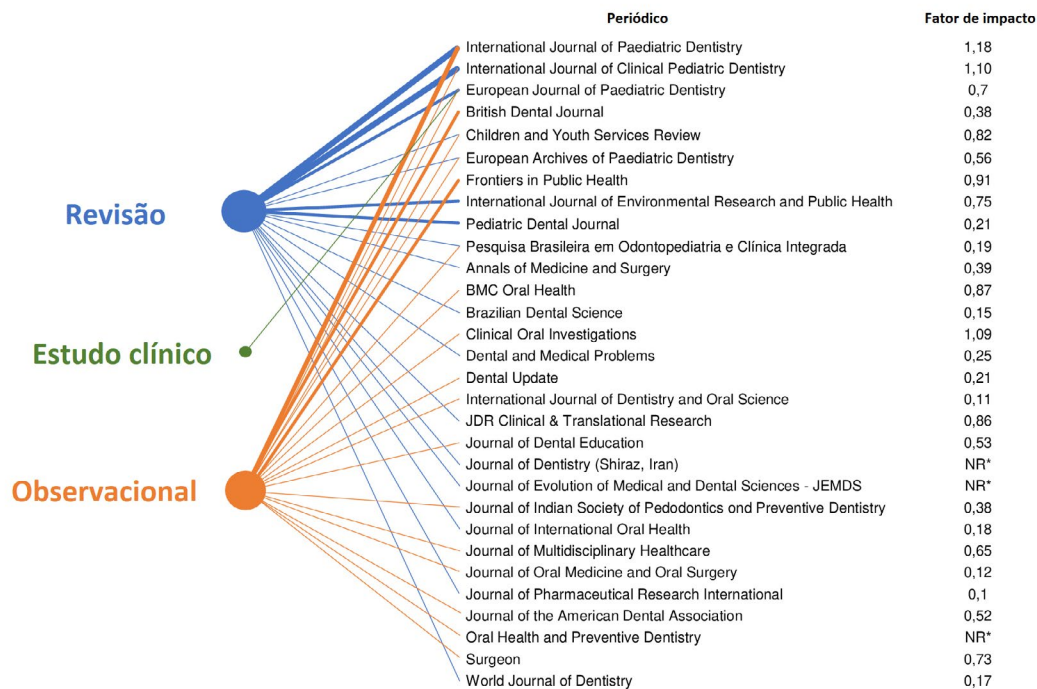 Periódico Fator de impacto
International Journal of Paediatric Dentistry 1,18
International Journal of Clinical Pediatric Dentistry 1,10
European Journal of Paediatric Dentistry 0,7
British Dental Journal 0,38
Children and Youth Services Review 0,82
European Archives of Paediatric Dentistry 0,56
Frontiers in Public Health 0,91
International Journal of Environmental Research and Public Health 0,75
Revisão
Pediatric Dental Journal 0,21
Pesquisa Brasileira em Odontopediatria e Clínica Integrada 0,19
Annals of Medicine and Surgery 0,39
BMC Oral Health 0,87
Brazilian Dental Science 0,15
Clinical Oral Investigations 1,09
Estudo clínico
Dental and Medical Problems 0,25
Dental Update 0,21
International Journal of Dentistry and Oral Science 0,11
JDR Clinical & Translational Research 0,86
Journal of Dental Education 0,53
Journal of Dentistry (Shiraz, Iran) NR*
Journal of Evolution of Medical and Dental Sciences - JEMDS NR*
Observacional
Journal of Indian Society of Pedodontics ond Preventive Dentistry 0,38
Journal of International Oral Health 0,18
Journal of Multidisciplinary Healthcare 0,65
Journal of Oral Medicine and Oral Surgery 0,12
Journal of Pharmaceutical Research International 0,1
Journal of the American Dental Association 0,52
Oral Health and Preventive Dentistry NR*
Surgeon 0,73
World Journal of Dentistry 0,17